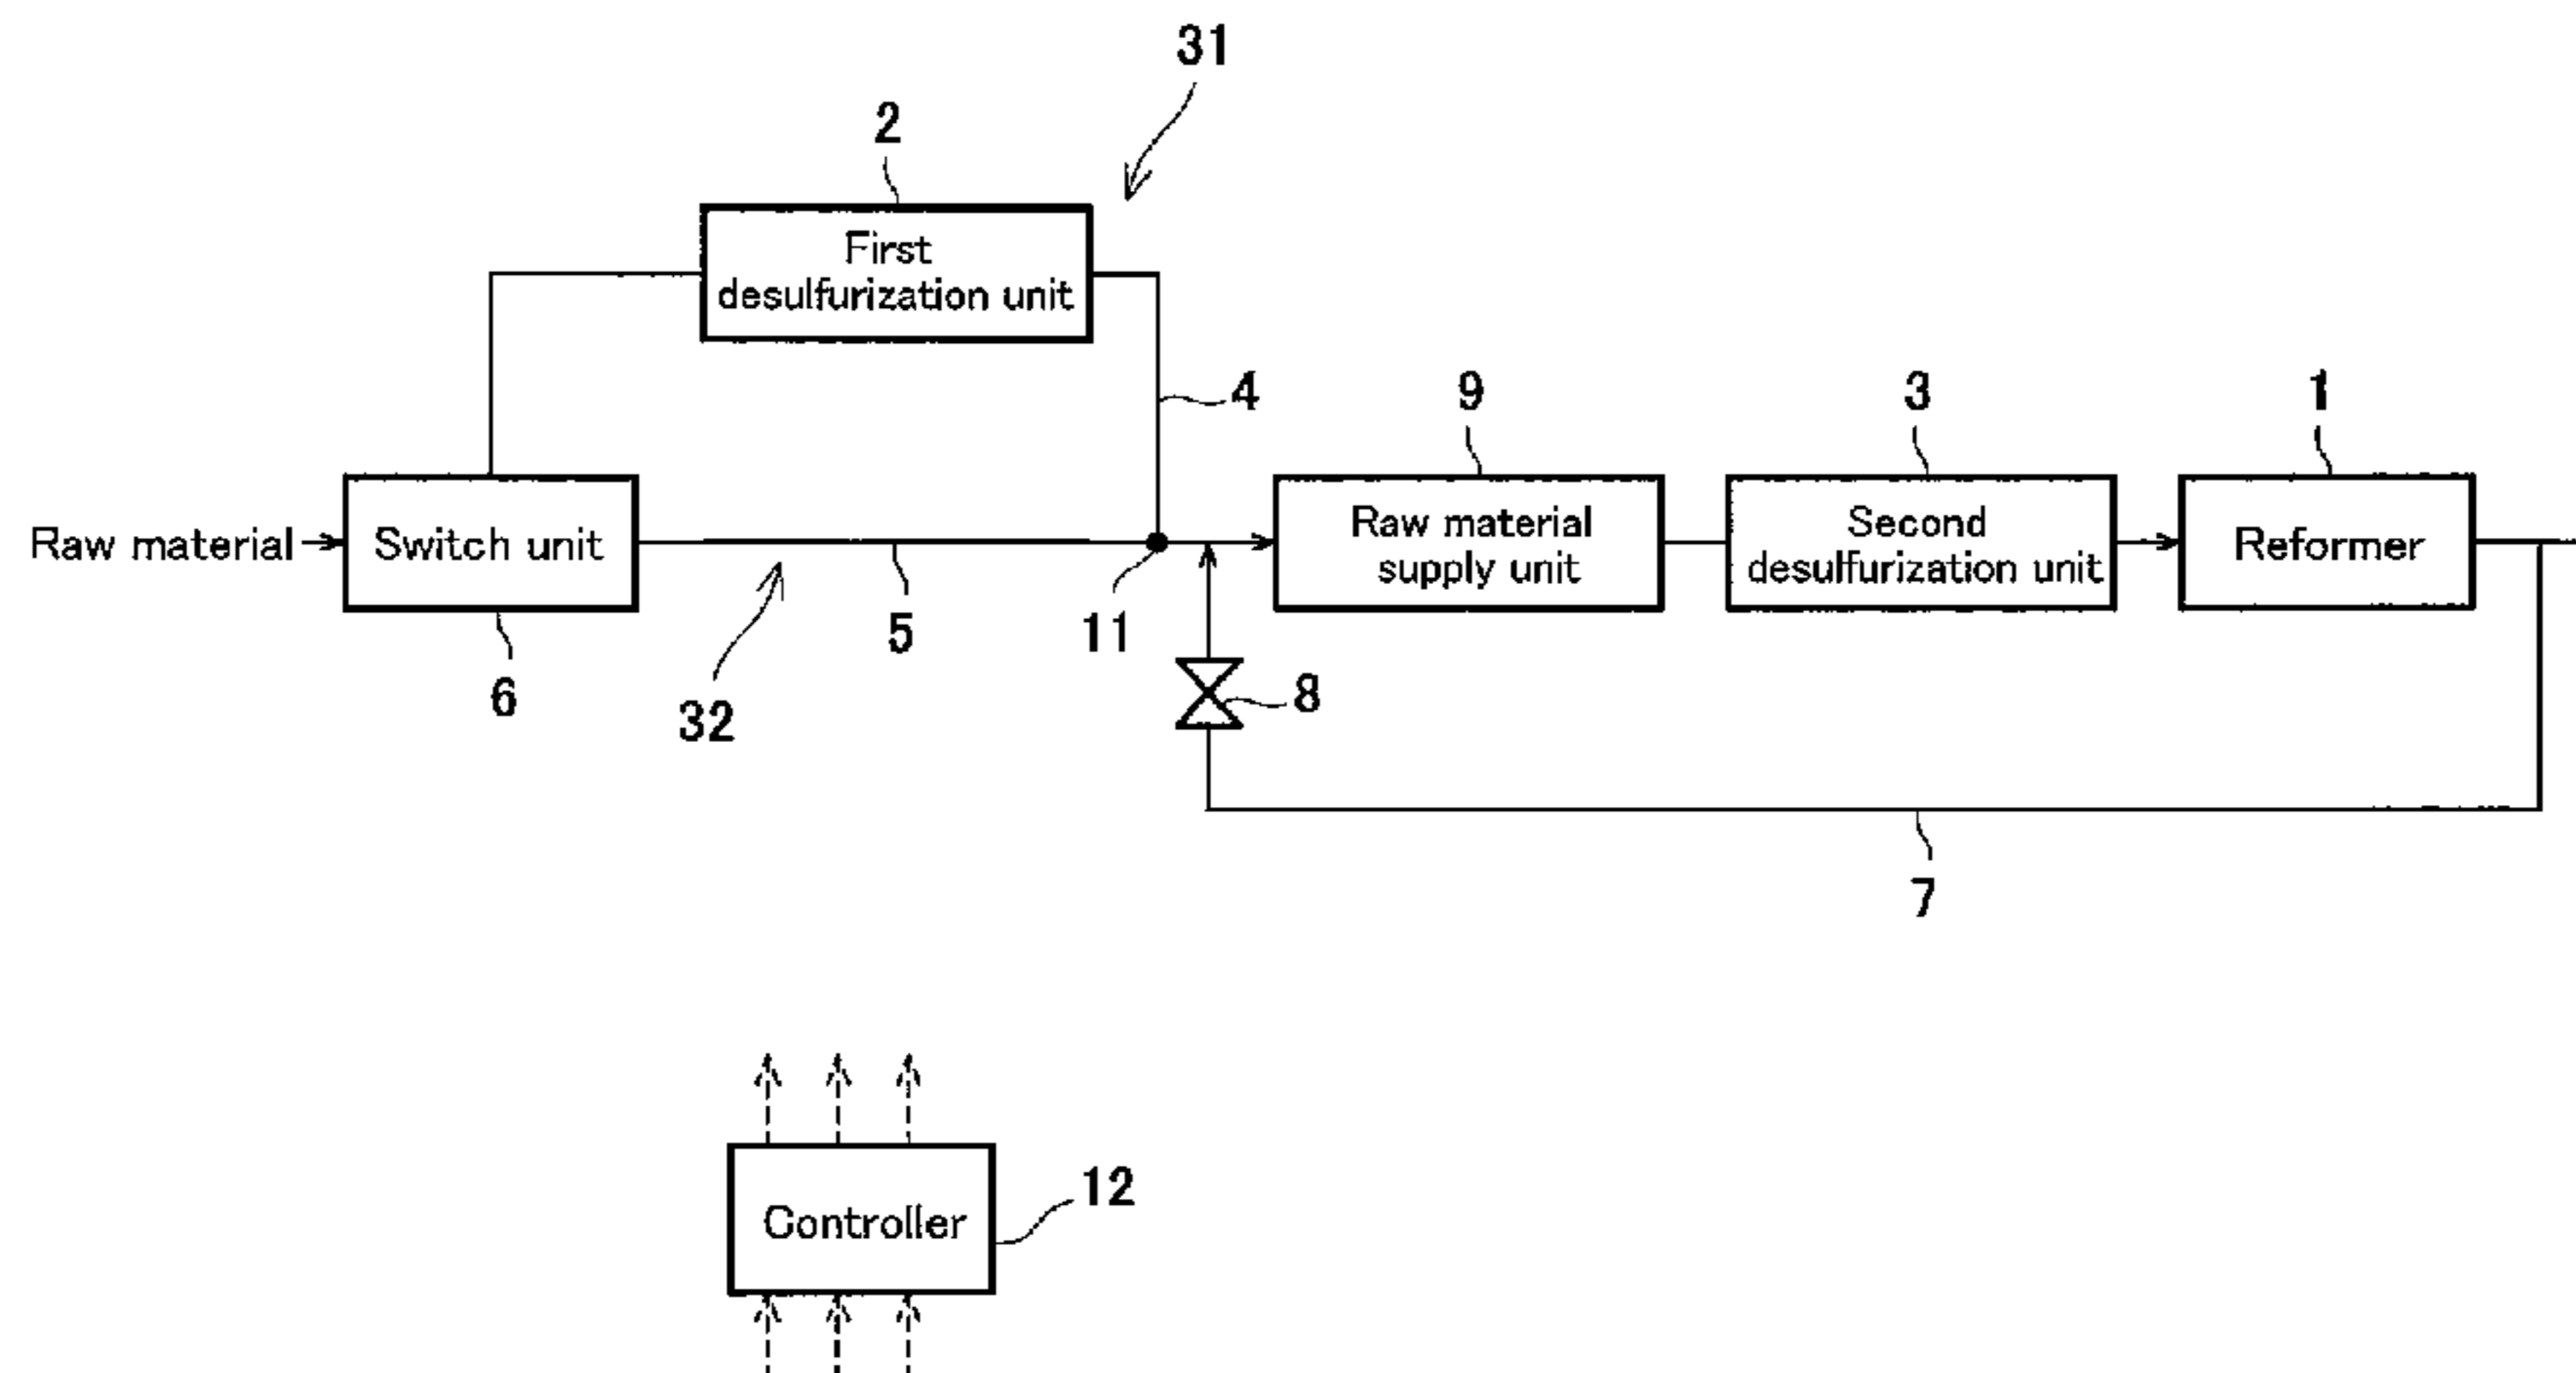 31
2
First
desulfurization unit
4
9
3
1
Raw material
Switch unit
Raw material
supply unit
Second
desulfurization unit
Reformer
6
32
5
11
8
7
Controller
12